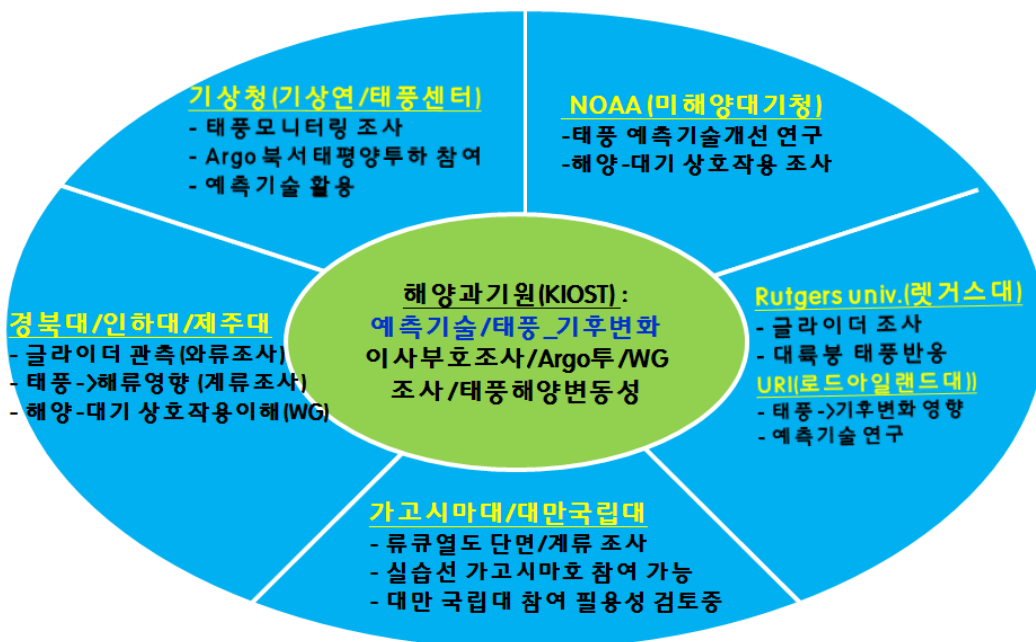 기상청(기상연/태풍센터)
- 태풍모니터링 조사
- Argo 북서태평양투하 참여
- 예측기술 활용
NOAA (미해양대기청)
-태풍 예측기술개선 연구
-해양-대기 상호작용 조사
경북대/인하대/제주대
- 글라이더 관측(와류조사)
- 태풍->해류영향 (계류조사)
- 해양-대기 상호작용이해(WG)
해양과기원(KIOST) :
예측기술/태풍_기후변화
이사부호조사/Argo투/WG
조사/태풍해양변동성
Rutgers univ.(렛거스대)
- 글라이더 조사
- 대륙붕 태풍반응
URI(로드아일랜드대))
- 태풍->기후변화 영향
- 예측기술 연구
가고시마대/대만국립대
- 류큐열도 단면/계류 조사
- 실습선 가고시마호 참여 가능
- 대만 국립대 참여 필용성 검토중